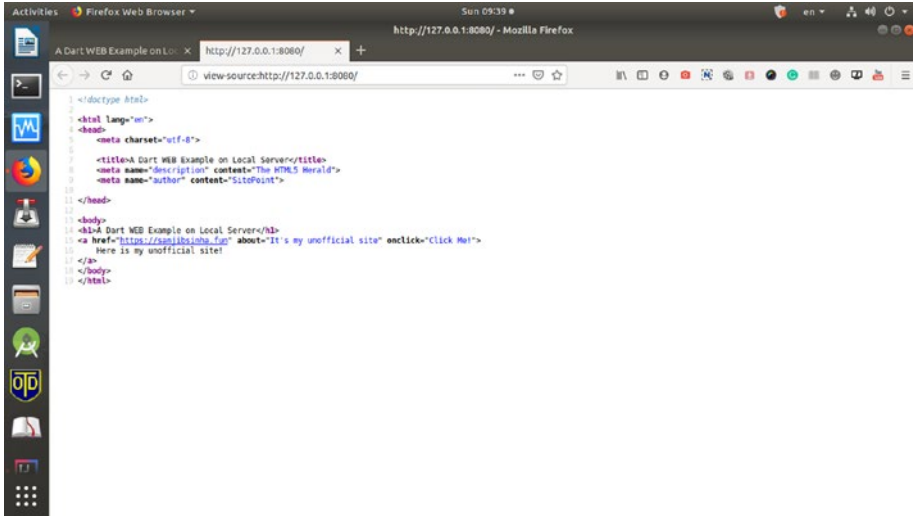 Activities Firefox Web Browser Sun 09:39 en
http://127.0.0.1:8080/ - Mozilla Firefox
A Dart WEB Example on Loc × http://127.0.0.1:8080/ × +
view-source:http://127.0.0.1:8080/
1 <!doctype html>
2
3 <html lang="en">
4 <head>
5 <meta charset="utf-8">
6
7 <title>A Dart WEB Example on Local Server</title>
8 <meta name="description" content="The HTML5 Herald">
9 <meta name="author" content="SitePoint">
10
11 </head>
12
13 <body>
14 <h1>A Dart WEB Example on Local Server</h1>
15 <a href="https://sanjibsinha.fun" about="It's my unofficial site" onclick="Click Me!">
16 Here is my unofficial site!
17 </a>
18 </body>
19 </html>
OTD